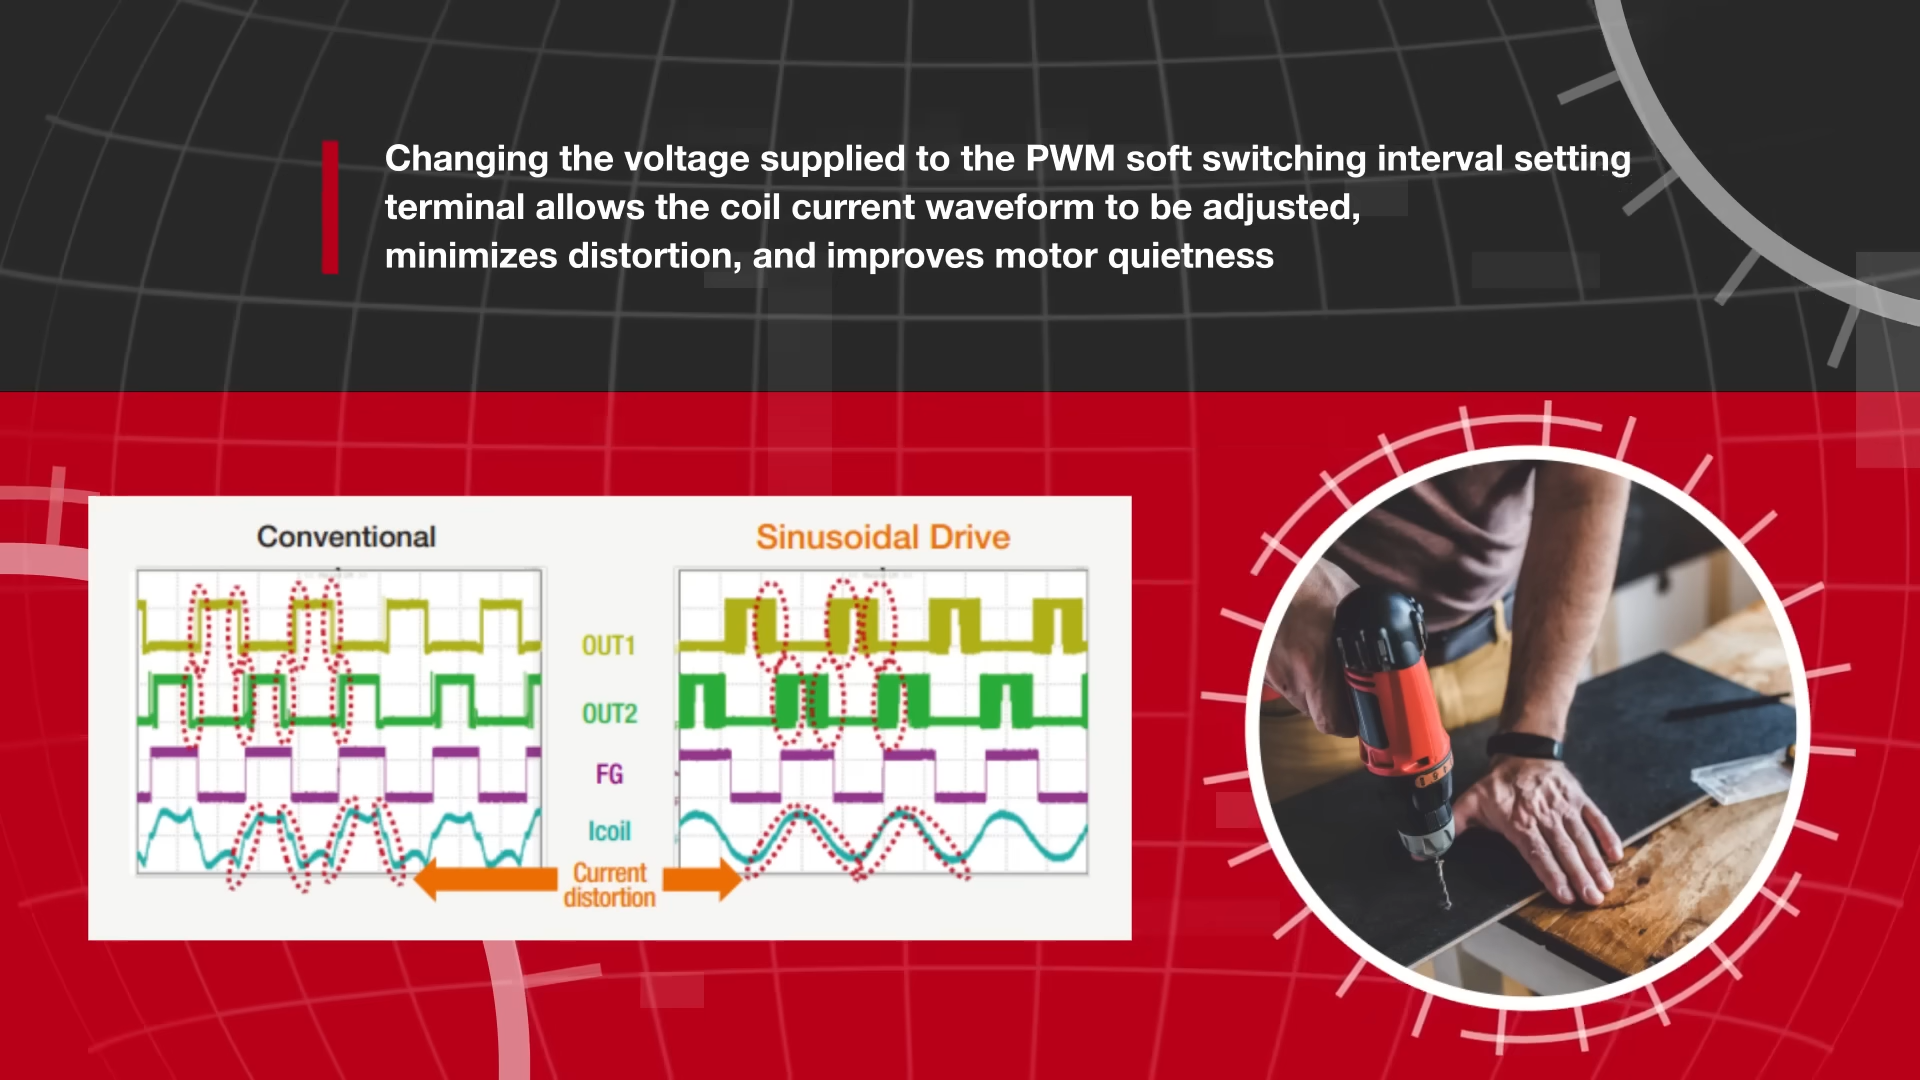 Changing the voltage supplied to the PWM soft switching interval setting
terminal allows the coil current waveform to be adjusted,
minimizes distortion, and improves motor quietness
Conventional
Sinusoidal Drive
OUT1
OUT2
FG
Icoil
Current
distortion